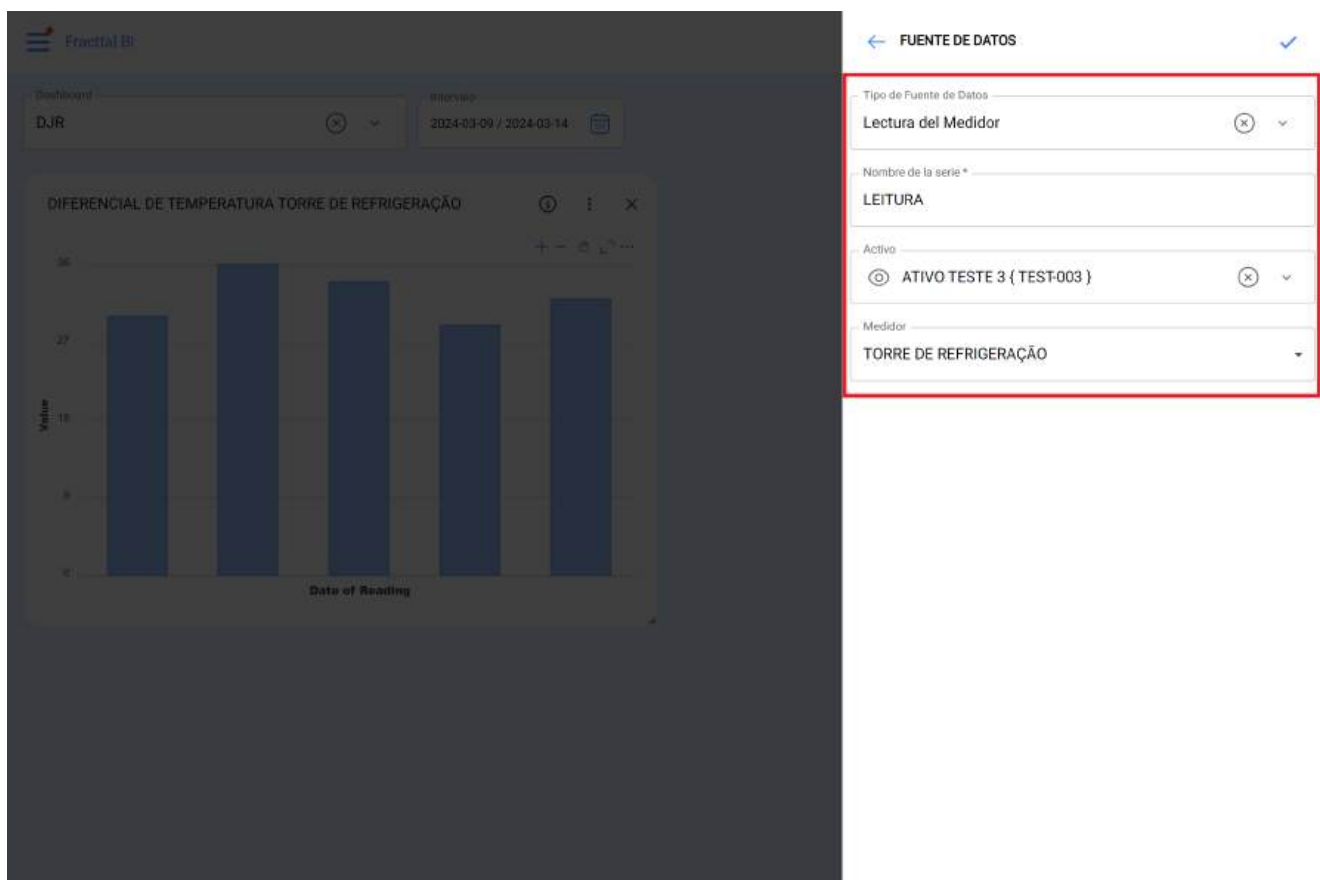 Fracttal BI
FUENTE DE DATOS
Dashboard
DJR
Intervalo
2024-03-09 / 2024-03-14
Tipo de Fuente de Datos
Lectura del Medidor
Nombre de la serie *
LEITURA
Activo
ATIVO TESTE 3 { TEST-003 }
Medidor
TORRE DE REFRIGERAÇÃO
DIFERENCIAL DE TEMPERATURA TORRE DE REFRIGERAÇÃO
36
27
18
9
0
Value
Date of Reading